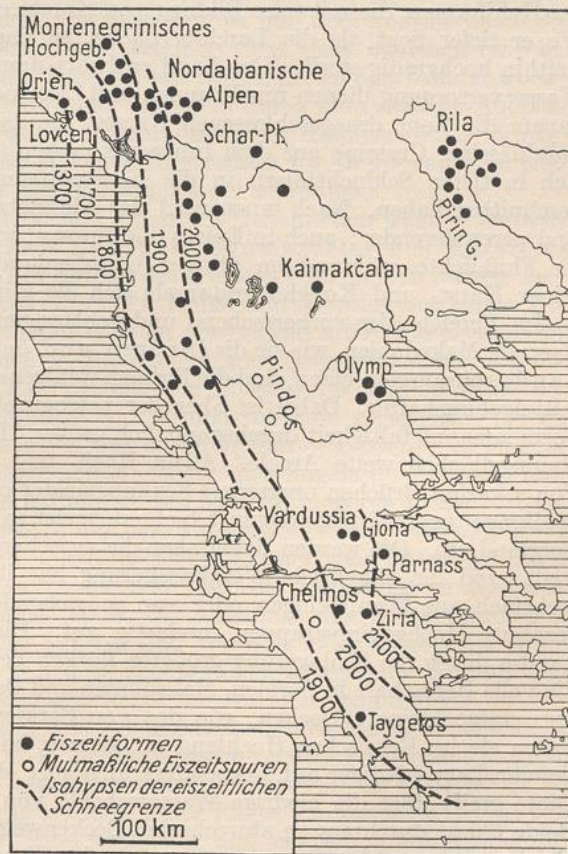 Montenegrinisches
Hochgeb.
Orjen
Lovčen
Nordalbanische
Alpen
Schar-Pl.
Rila
Pirin G.
1300
1700
1800
1900
2000
Kaimakčalan
Olymp
Pindos
Vardussia
Giona
Parnass
Chelmos
Ziria
2100
2000
1900
Taygetos
Eiszeitformen
Mutmaßliche Eiszeitspuren
Isohypsen der eiszeitlichen
Schneegrenze
100 km